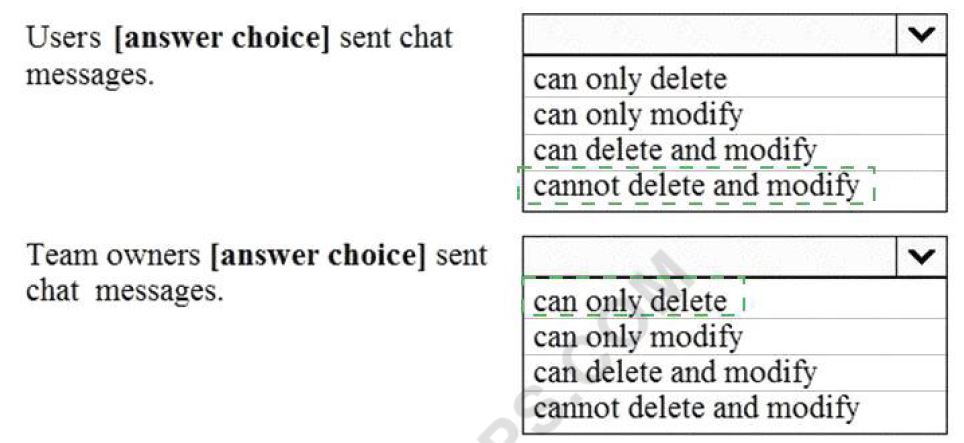 Users [answer choice] sent chat
messages.
can only delete
can only modify
can delete and modify
cannot delete and modify
Team owners [answer choice] sent
chat messages.
can only delete
can only modify
can delete and modify
cannot delete and modify
PS.COM